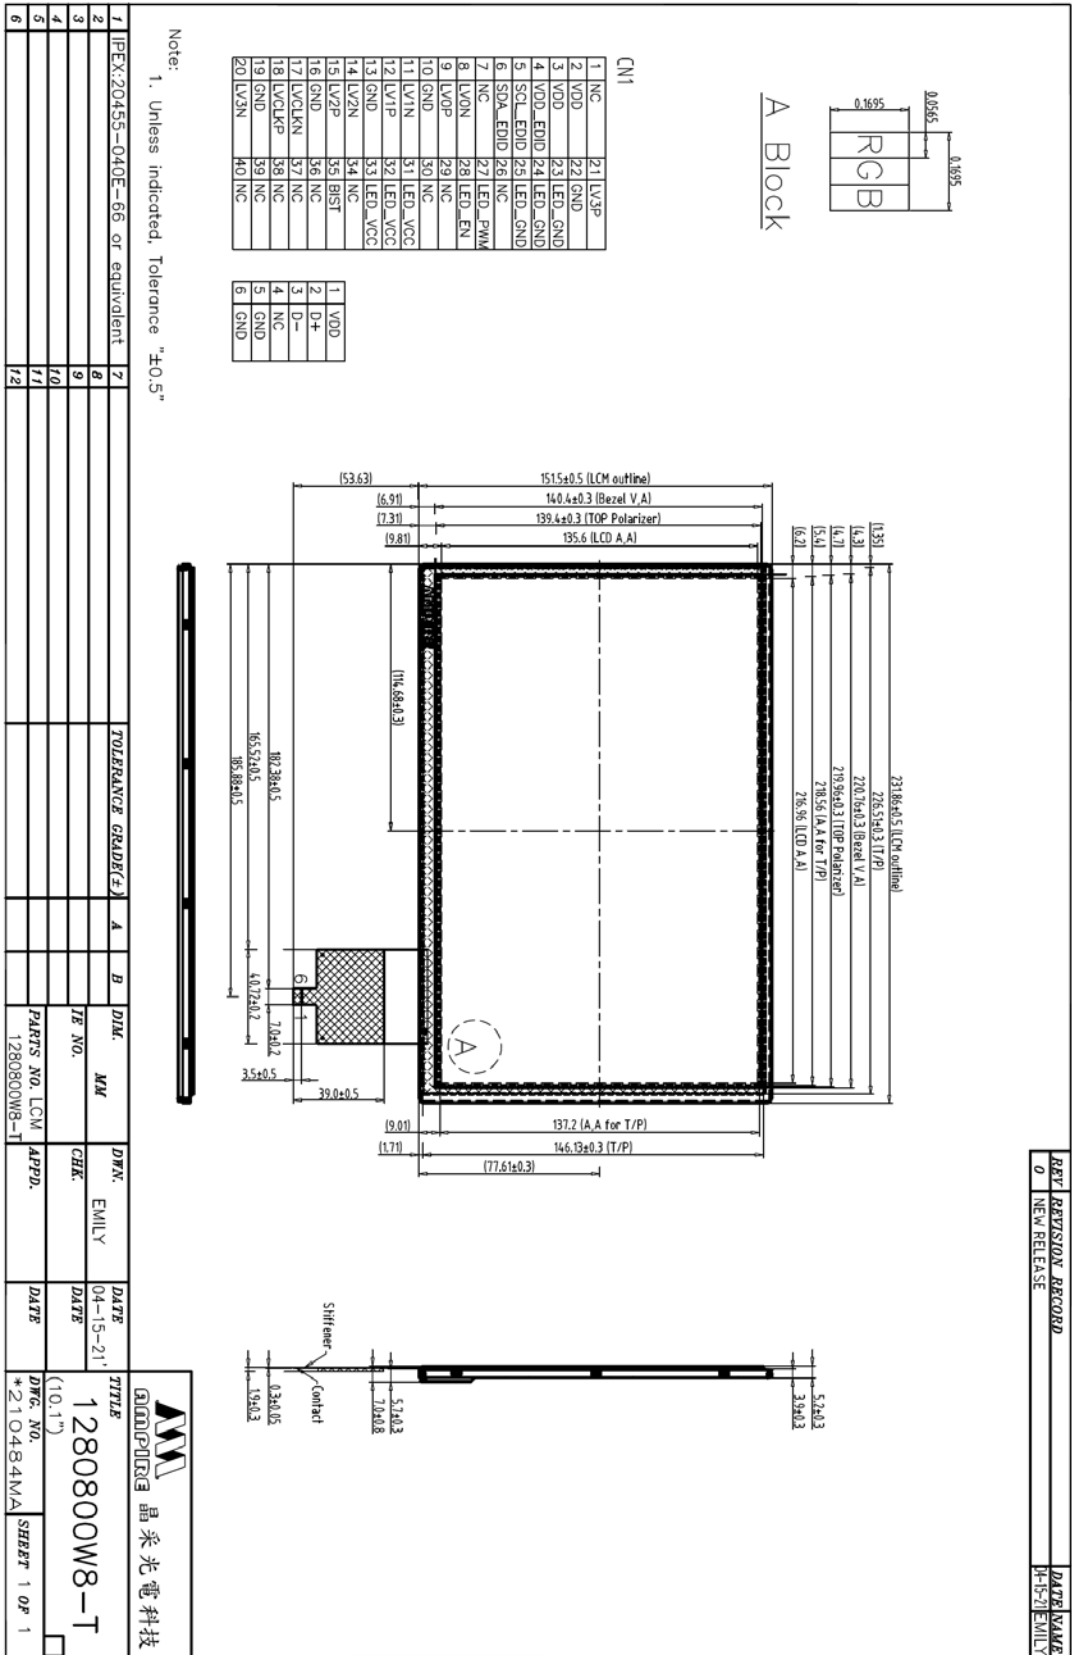 REV REVISION RECORD DATE NAME
0 NEW RELEASE 04-15-21 EMILY
0.1695
0.0565
0.1695
R G B
A Block
CN1
1 NC 21 LV3P
2 VDD 22 GND
3 VDD 23 LED_GND
4 VDD_EDID 24 LED_GND
5 SCL_EDID 25 LED_GND
6 SDA_EDID 26 NC
7 NC 27 LED_PWM
8 LV0N 28 LED_EN
9 LV0P 29 NC
10 GND 30 NC
11 LV1N 31 LED_VCC
12 LV1P 32 LED_VCC
13 GND 33 LED_VCC
14 LV2N 34 NC
15 LV2P 35 BIST
16 GND 36 NC
17 LVCLKN 37 NC
18 LVCLKP 38 NC
19 GND 39 NC
20 LV3N 40 NC
1 VDD
2 D+
3 D-
4 NC
5 GND
6 GND
231.86±0.5 (LCM outline)
(1.35)
226.51±0.3 (T/P)
(4.3)
220.76±0.3 (Bezel V,A)
(4.7)
219.96±0.3 (TOP Polarizer)
(5.4)
218.56 (A,A for T/P)
(6.2)
216.96 (LCD A,A)
151.5±0.5 (LCM outline)
(53.63)
140.4±0.3 (Bezel V,A)
(6.91)
139.4±0.3 (TOP Polarizer)
(7.31)
135.6 (LCD A,A)
(9.81)
A
137.2 (A,A for T/P)
(9.01)
146.13±0.3 (T/P)
(1.71)
(77.61±0.3)
(114.68±0.3)
182.38±0.5
165.52±0.5
185.88±0.5
6 1
7.0±0.2
40.72±0.2
3.5±0.5
39.0±0.5
5.2±0.3
3.9±0.3
5.7±0.3
7.0±0.8
0.3±0.05
1.9±0.3
Stiffener
Contact
Note:
1. Unless indicated, Tolerance "±0.5"
1 IPEX:20455-040E-66 or equivalent 7
2 8
3 9
4 10
5 11
6 12
TOLERANCE GRADE(±) A B
DIM. MM
IE NO.
PARTS NO. LCM
1280800W8-T
DWN. EMILY
CHK.
APPD.
DATE 04-15-21'
DATE
DATE
AMPIRE 晶采光電科技
TITLE
1280800W8-T
(10.1")
DWG. NO. *210484MA
SHEET 1 OF 1